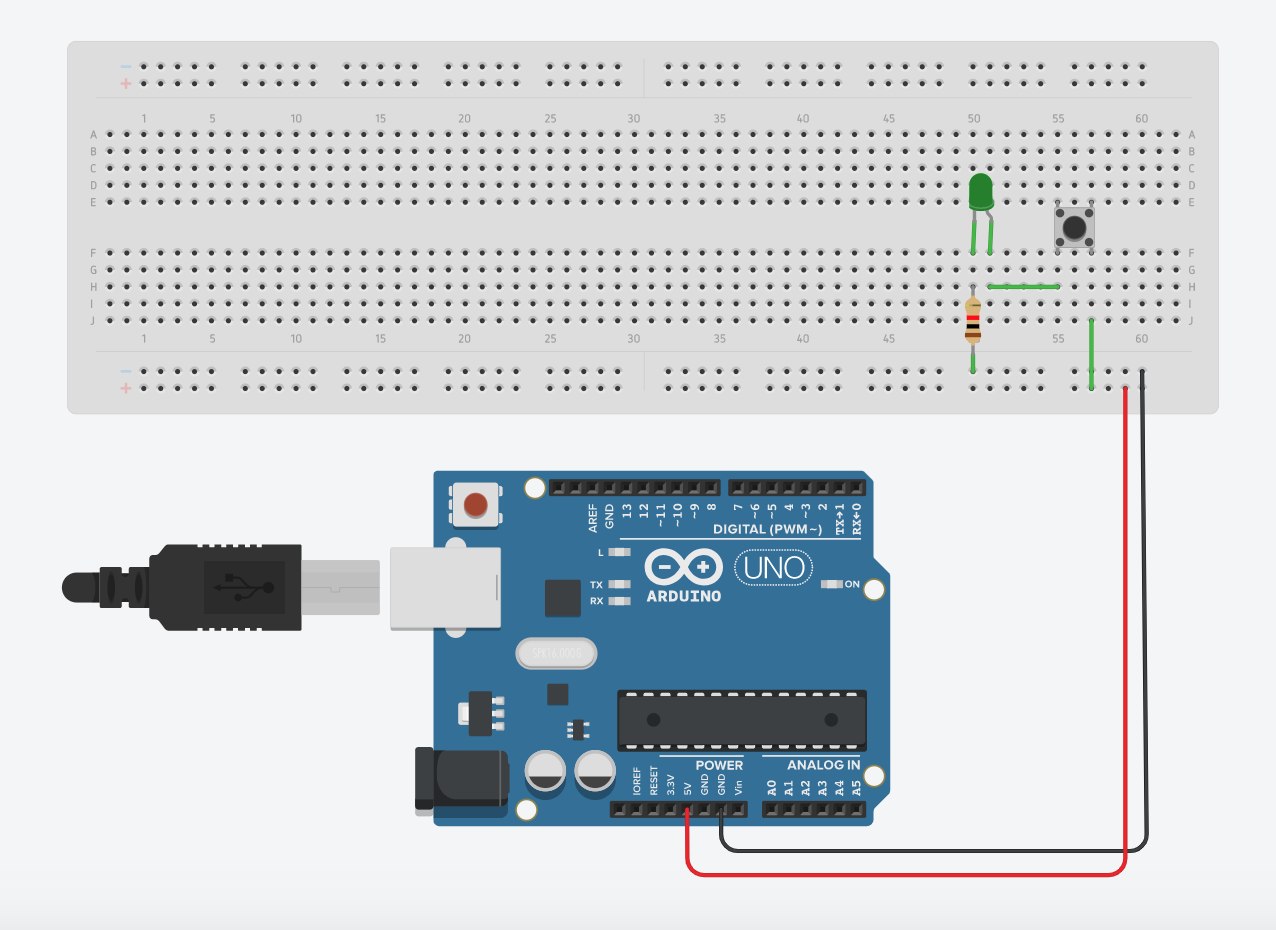 −
+
1 5 10 15 20 25 30 35 40 45 50 55 60
A A
B B
C C
D D
E E
F F
G G
H H
I I
J J
1 5 10 15 20 25 30 35 40 45 50 55 60
−
+
AREF GND 13 12 ~11 ~10 ~9 8 7 ~6 ~5 4 ~3 2 TX→1 RX←0
DIGITAL (PWM~)
L
TX
RX
ARDUINO
UNO
ON
POWER
ANALOG IN
IOREF RESET 3.3V 5V GND GND Vin A0 A1 A2 A3 A4 A5